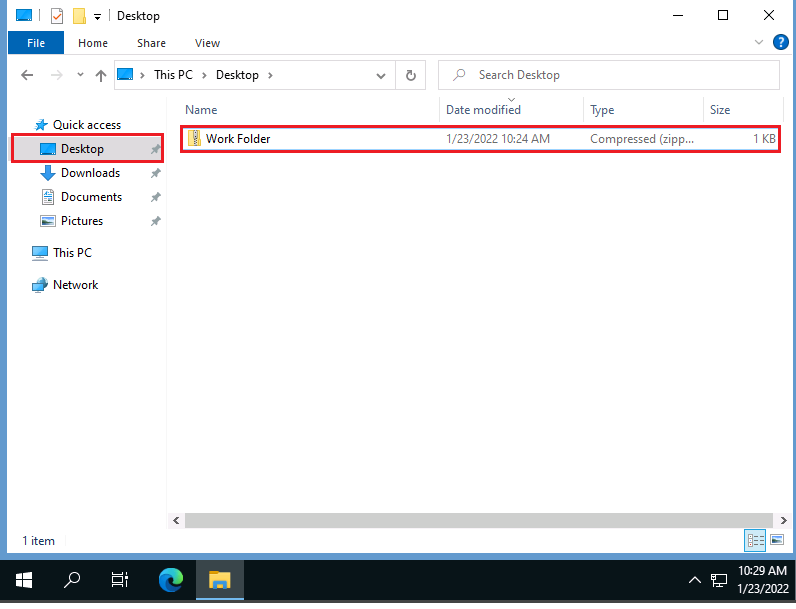 Desktop
File Home Share View
This PC Desktop
Search Desktop
Name Date modified Type Size
Quick access
Work Folder 1/23/2022 10:24 AM Compressed (zipp... 1 KB
Desktop
Downloads
Documents
Pictures
This PC
Network
1 item
10:29 AM
1/23/2022